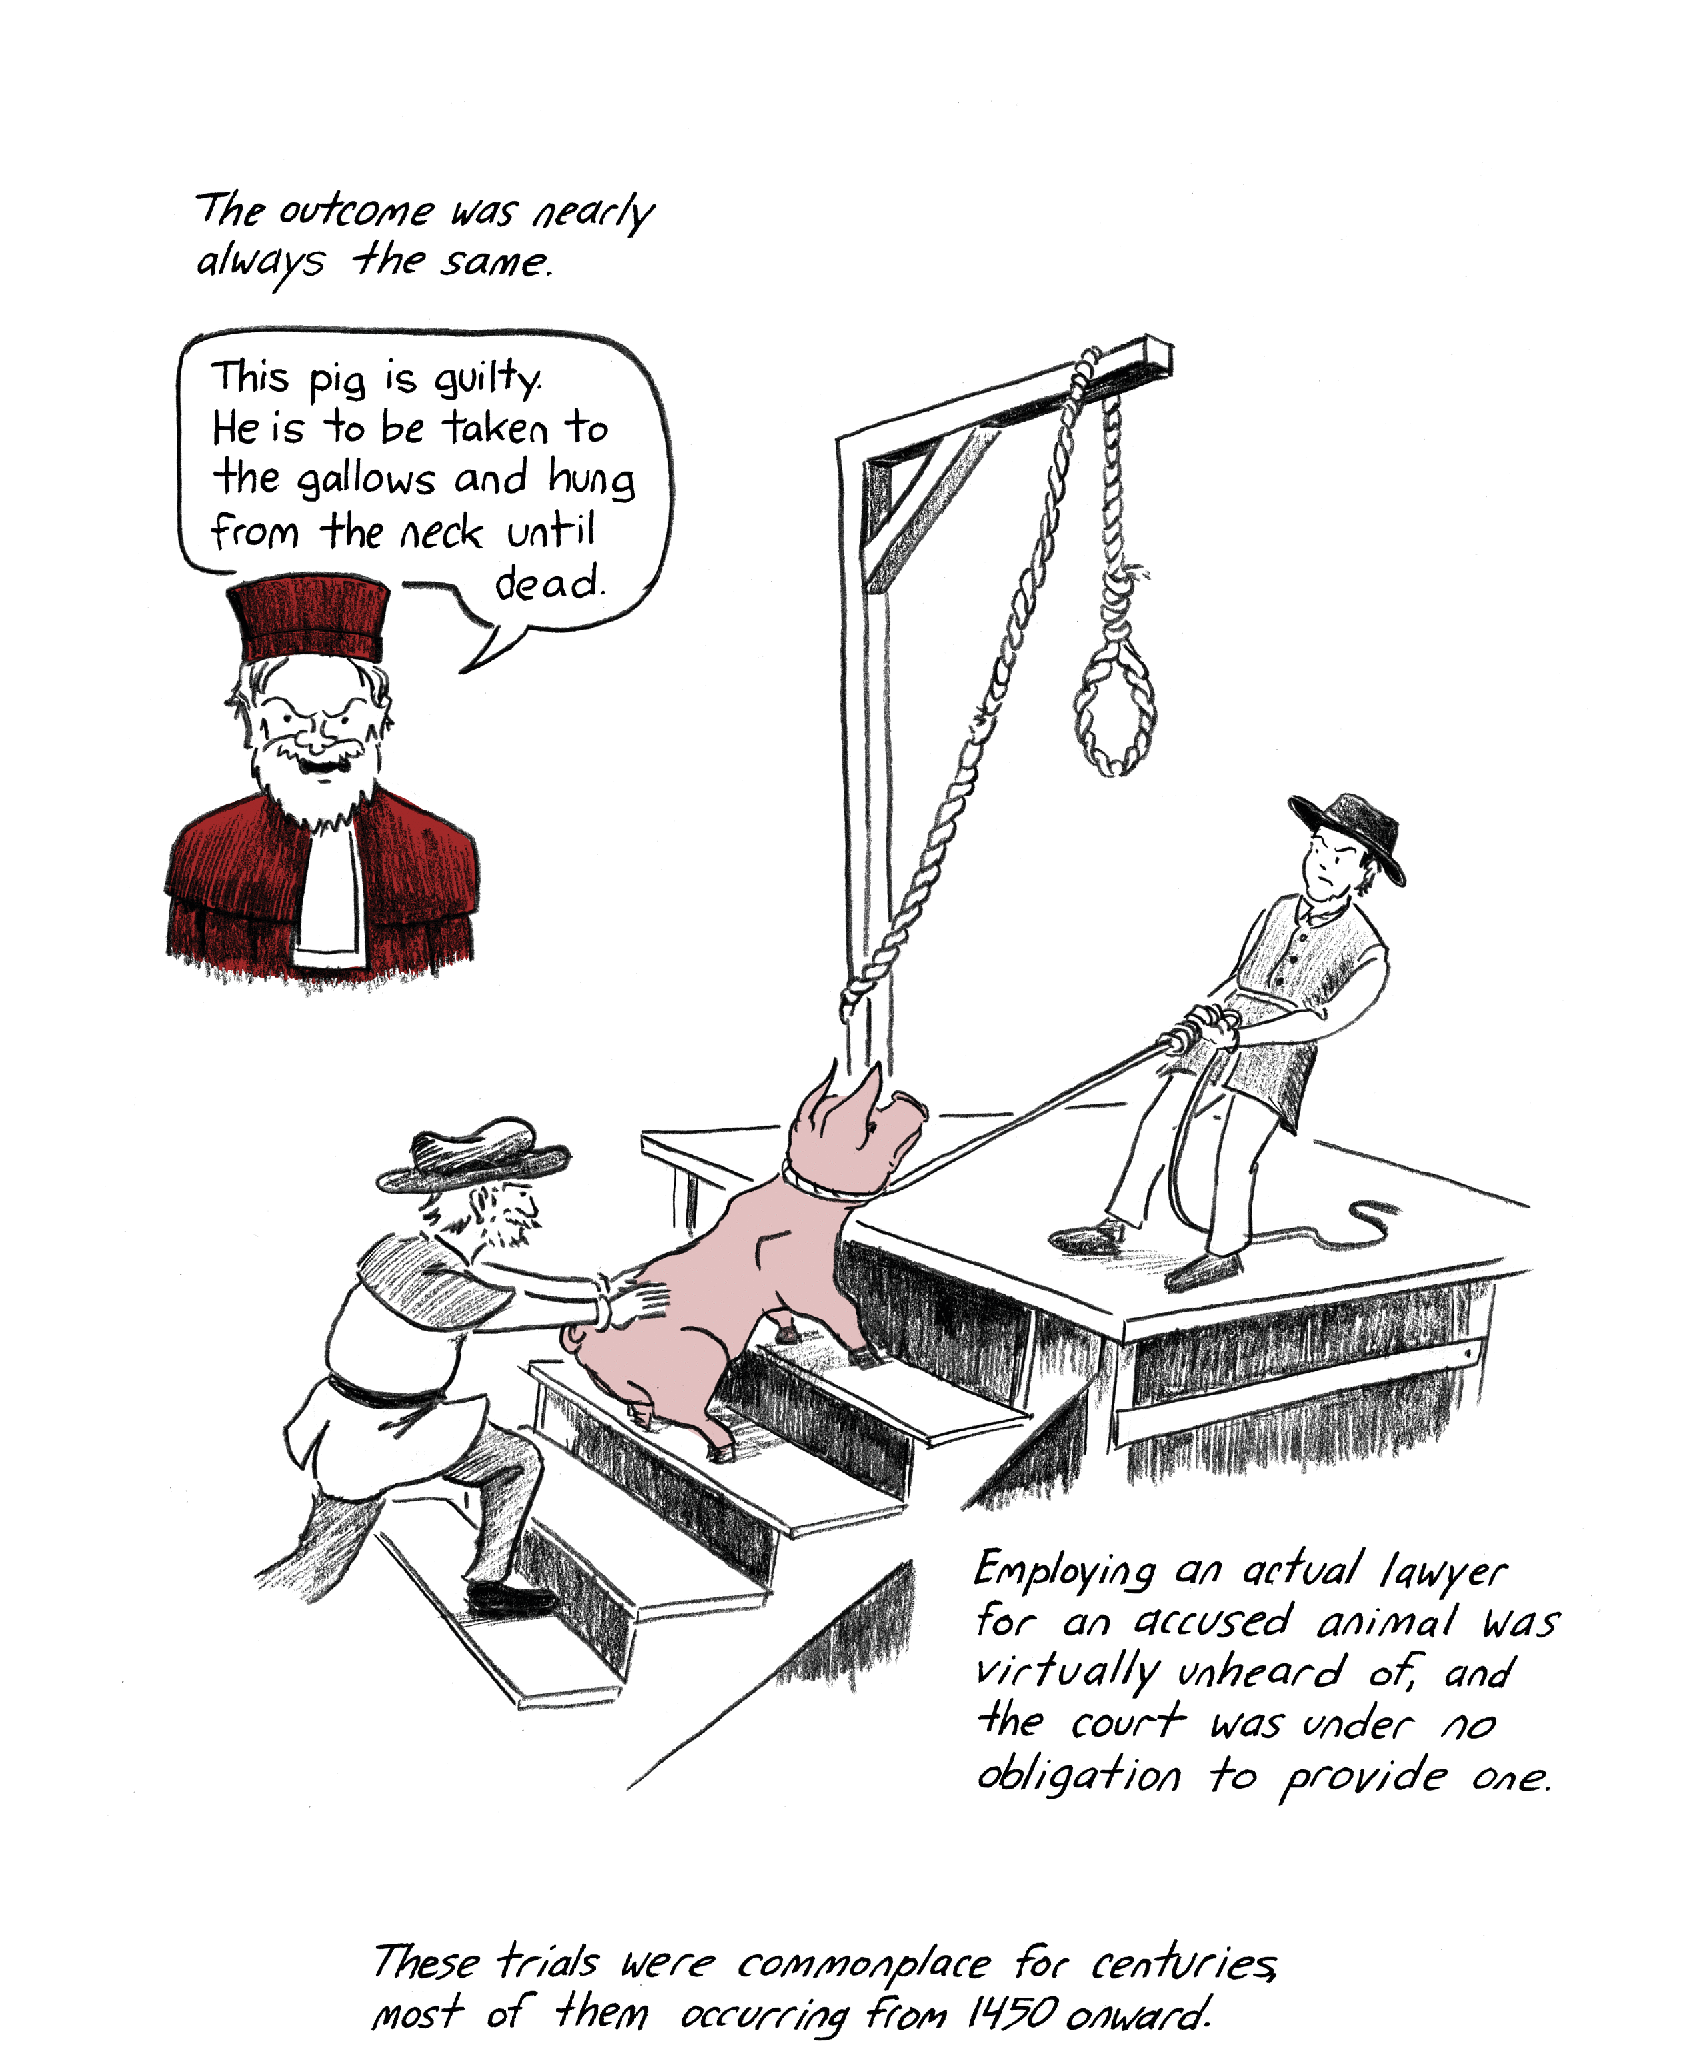 The outcome was nearly
always the same.
This pig is guilty.
He is to be taken to
the gallows and hung
from the neck until
dead.
Employing an actual lawyer
for an accused animal was
virtually unheard of, and
the court was under no
obligation to provide one.
These trials were commonplace for centuries,
most of them occurring from 1450 onward.